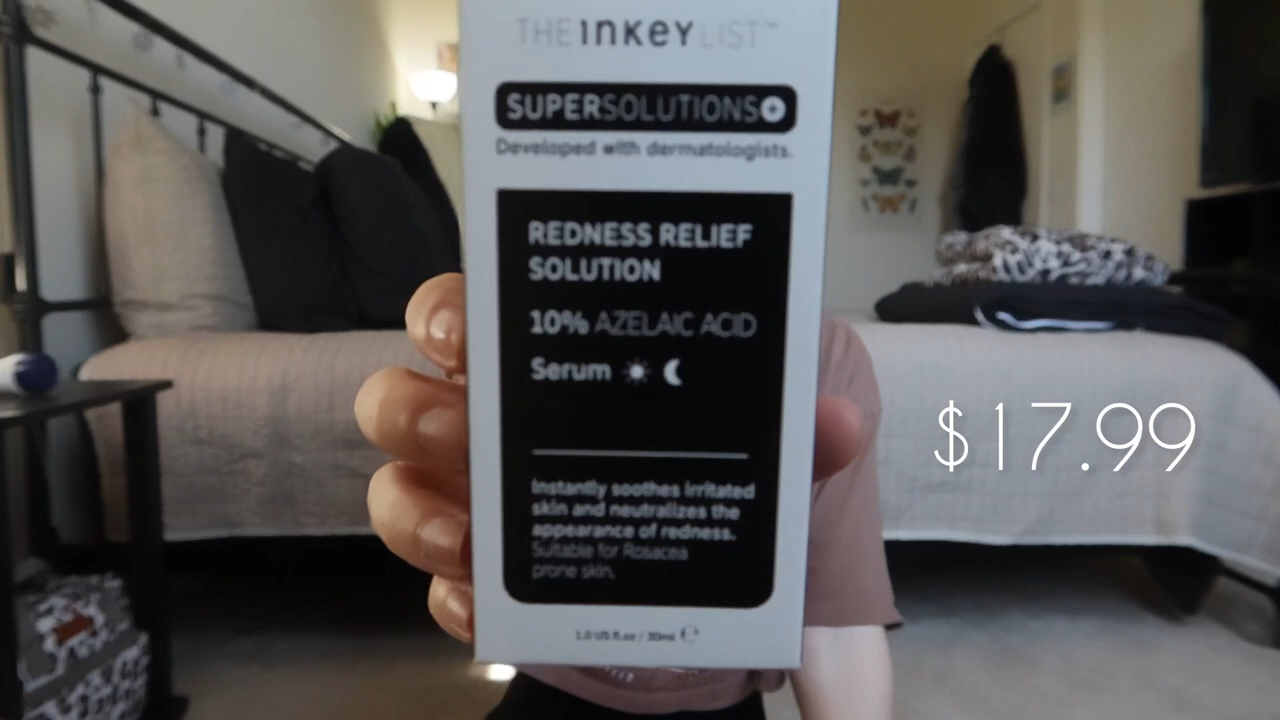 THE INKEY LIST™
SUPERSOLUTIONS+
Developed with dermatologists.
REDNESS RELIEF
SOLUTION
10% AZELAIC ACID
Serum
Instantly soothes irritated
skin and neutralizes the
appearance of redness.
Suitable for Rosacea
prone skin.
1.0 US fl.oz / 30ml ℮
$17.99